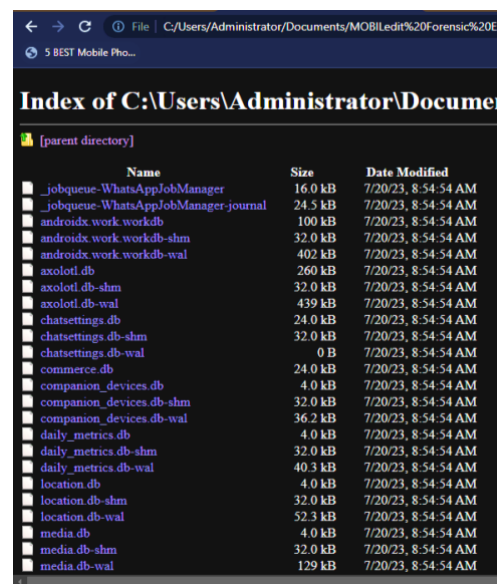 File C:/Users/Administrator/Documents/MOBILedit%20Forensic%20E
5 BEST Mobile Pho...
Index of C:\Users\Administrator\Docume
[parent directory]
Name Size Date Modified
_jobqueue-WhatsAppJobManager 16.0 kB 7/20/23, 8:54:54 AM
_jobqueue-WhatsAppJobManager-journal 24.5 kB 7/20/23, 8:54:54 AM
androidx.work.workdb 100 kB 7/20/23, 8:54:54 AM
androidx.work.workdb-shm 32.0 kB 7/20/23, 8:54:54 AM
androidx.work.workdb-wal 402 kB 7/20/23, 8:54:54 AM
axolotl.db 260 kB 7/20/23, 8:54:54 AM
axolotl.db-shm 32.0 kB 7/20/23, 8:54:54 AM
axolotl.db-wal 439 kB 7/20/23, 8:54:54 AM
chatsettings.db 24.0 kB 7/20/23, 8:54:54 AM
chatsettings.db-shm 32.0 kB 7/20/23, 8:54:54 AM
chatsettings.db-wal 0 B 7/20/23, 8:54:54 AM
commerce.db 24.0 kB 7/20/23, 8:54:54 AM
companion_devices.db 4.0 kB 7/20/23, 8:54:54 AM
companion_devices.db-shm 32.0 kB 7/20/23, 8:54:54 AM
companion_devices.db-wal 36.2 kB 7/20/23, 8:54:54 AM
daily_metrics.db 4.0 kB 7/20/23, 8:54:54 AM
daily_metrics.db-shm 32.0 kB 7/20/23, 8:54:54 AM
daily_metrics.db-wal 40.3 kB 7/20/23, 8:54:54 AM
location.db 4.0 kB 7/20/23, 8:54:54 AM
location.db-shm 32.0 kB 7/20/23, 8:54:54 AM
location.db-wal 52.3 kB 7/20/23, 8:54:54 AM
media.db 4.0 kB 7/20/23, 8:54:54 AM
media.db-shm 32.0 kB 7/20/23, 8:54:54 AM
media.db-wal 129 kB 7/20/23, 8:54:54 AM